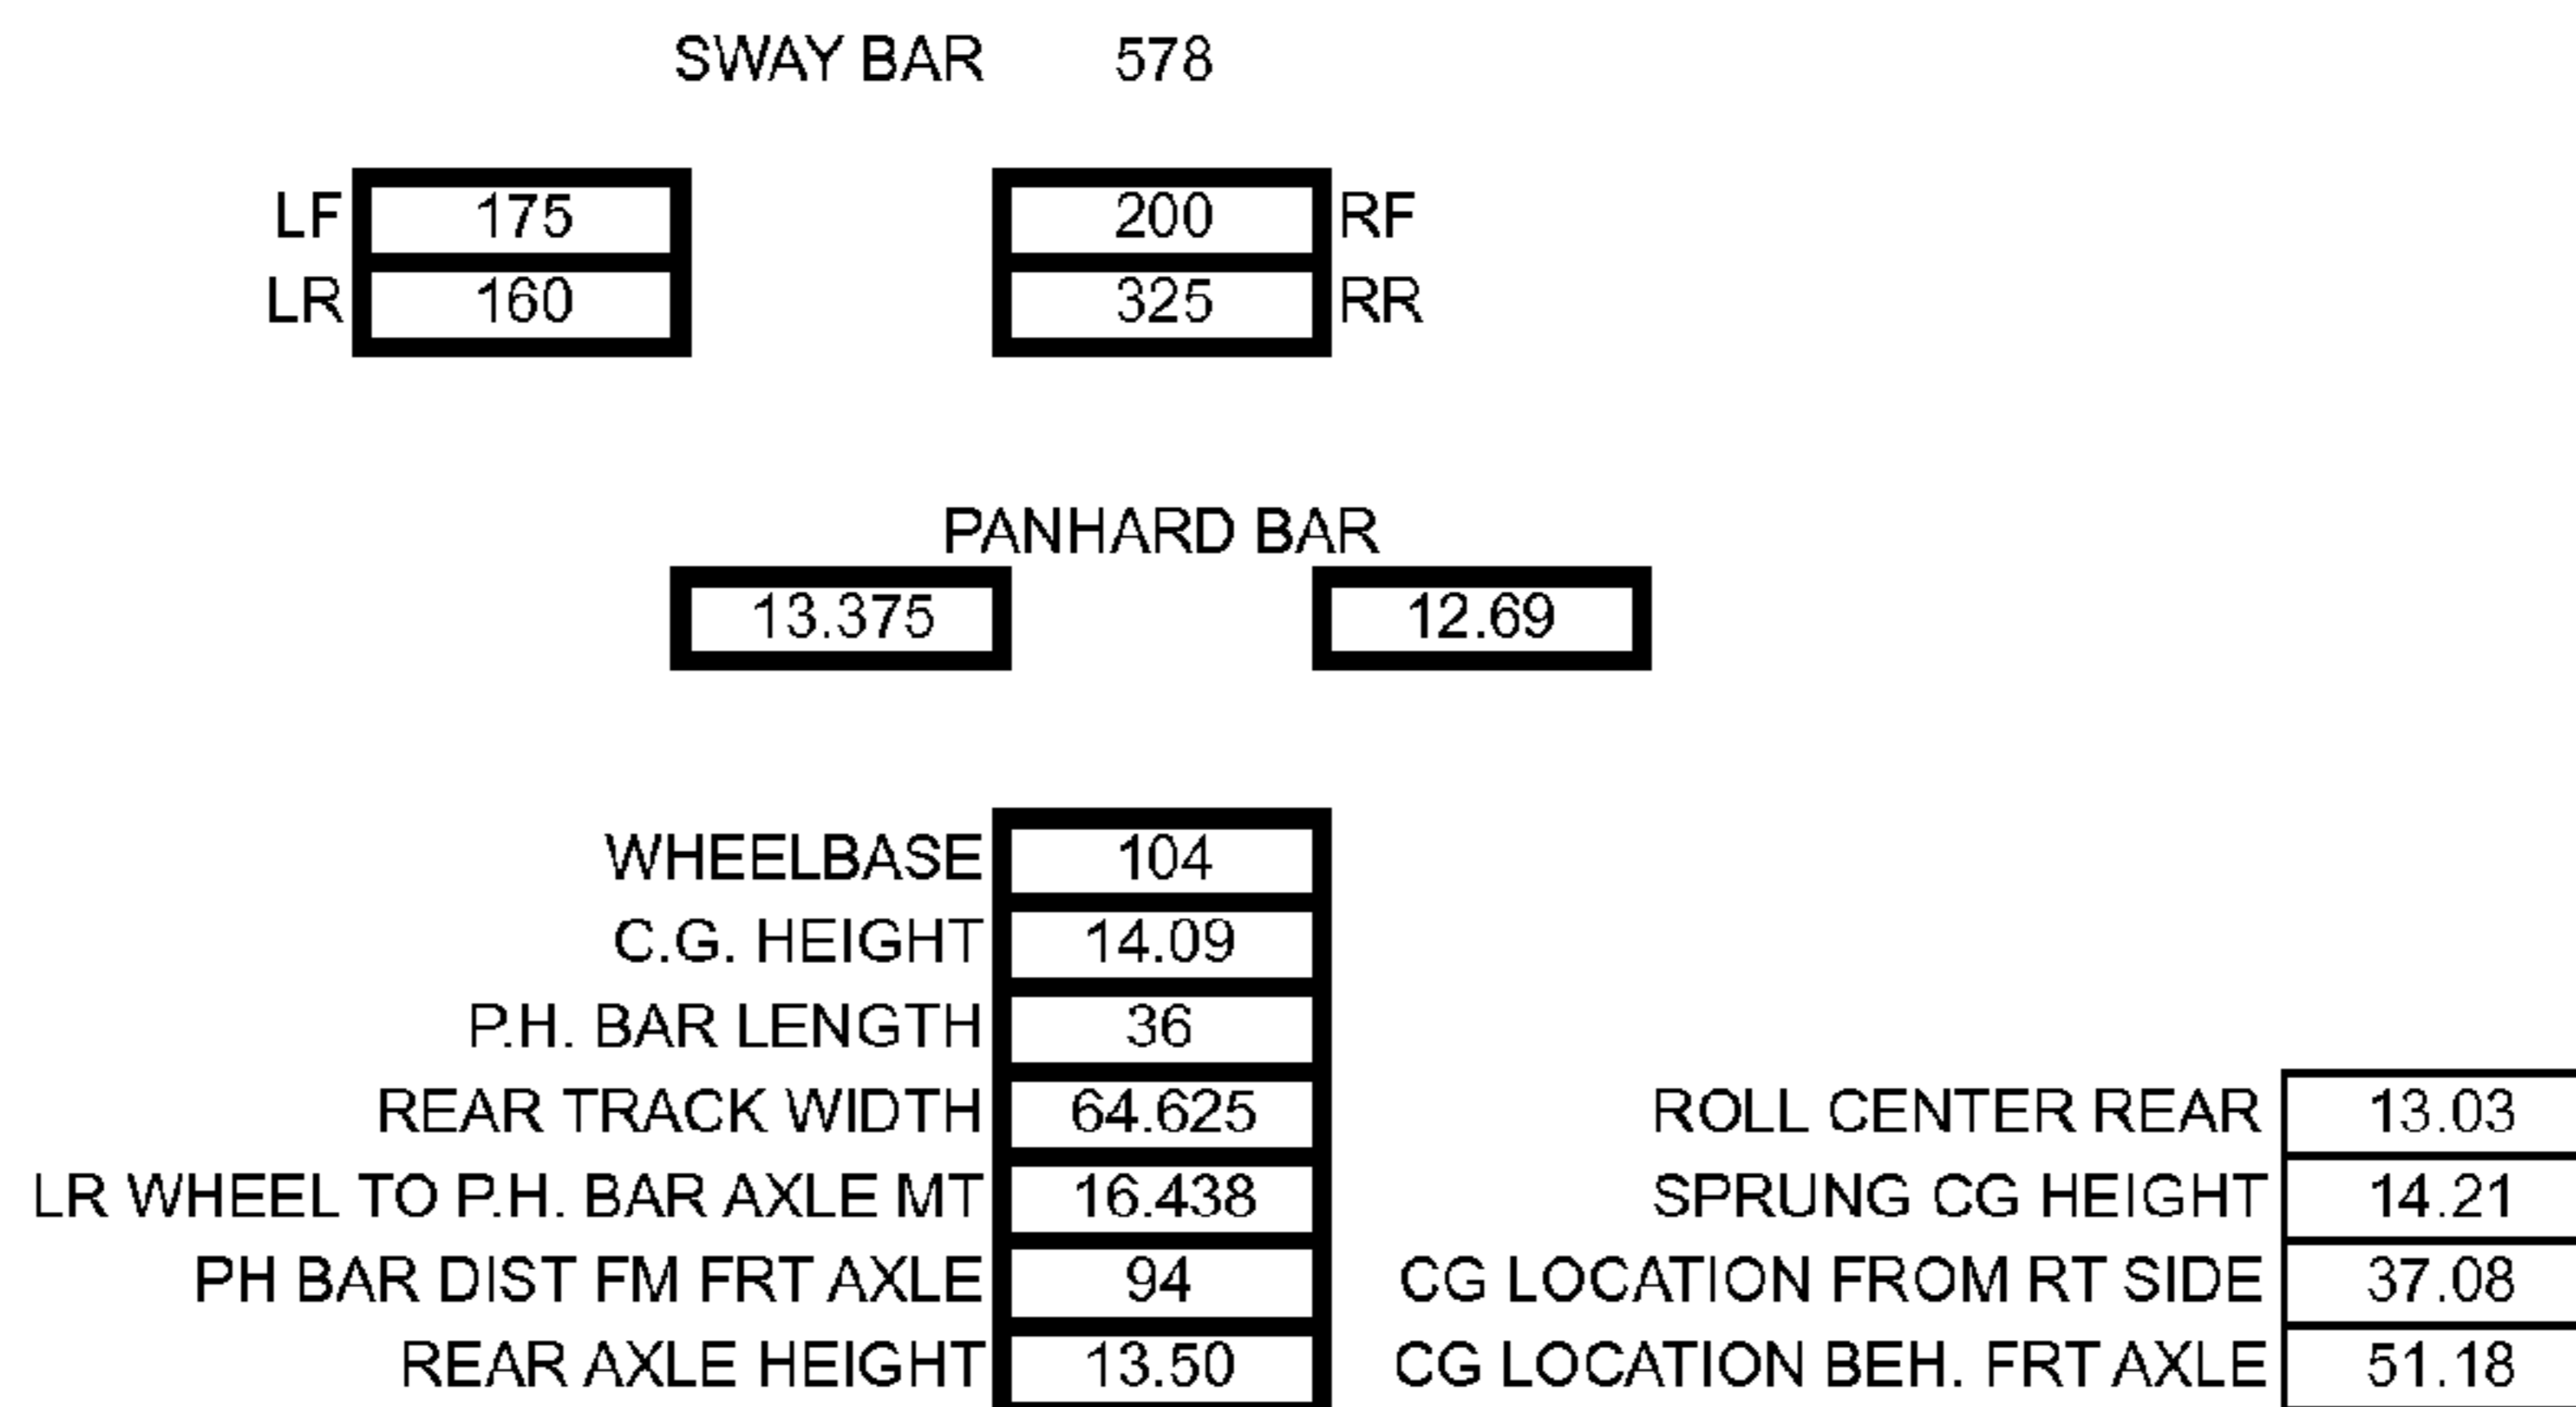 SWAY BAR 578
LF 175 200 RF
LR 160 325 RR
PANHARD BAR
13.375 12.69
WHEELBASE 104
C.G. HEIGHT 14.09
P.H. BAR LENGTH 36
REAR TRACK WIDTH 64.625 ROLL CENTER REAR 13.03
LR WHEEL TO P.H. BAR AXLE MT 16.438 SPRUNG CG HEIGHT 14.21
PH BAR DIST FM FRT AXLE 94 CG LOCATION FROM RT SIDE 37.08
REAR AXLE HEIGHT 13.50 CG LOCATION BEH. FRT AXLE 51.18